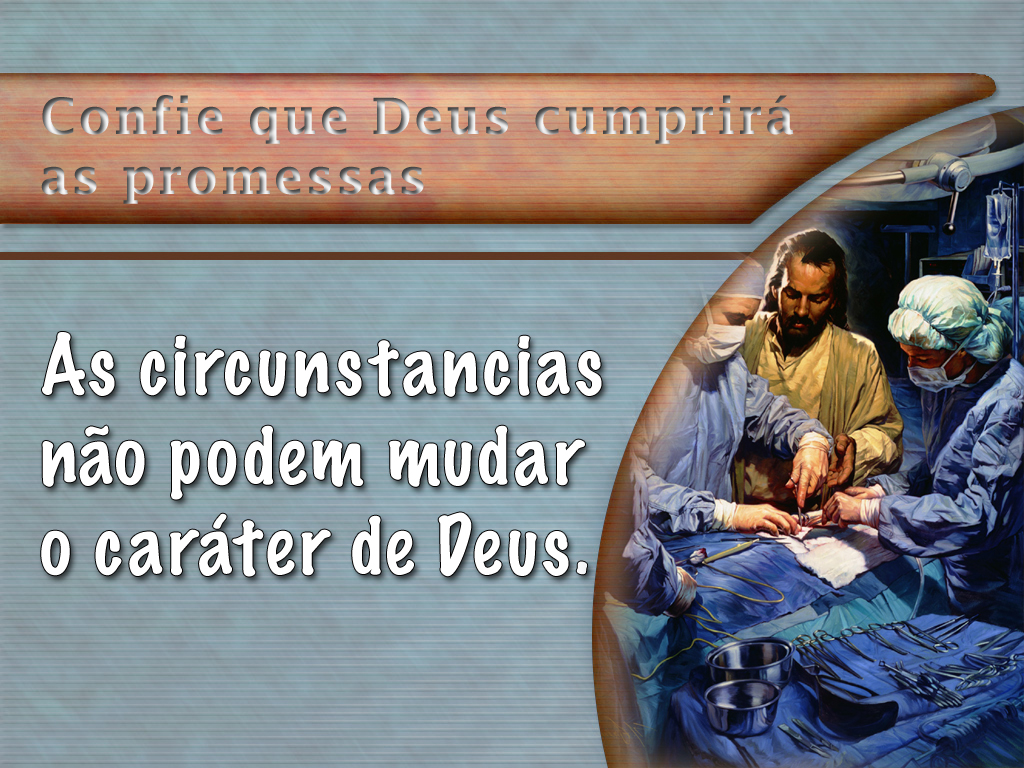 Confie que Deus cumprirá
as promessas
As circunstancias
não podem mudar
o caráter de Deus.